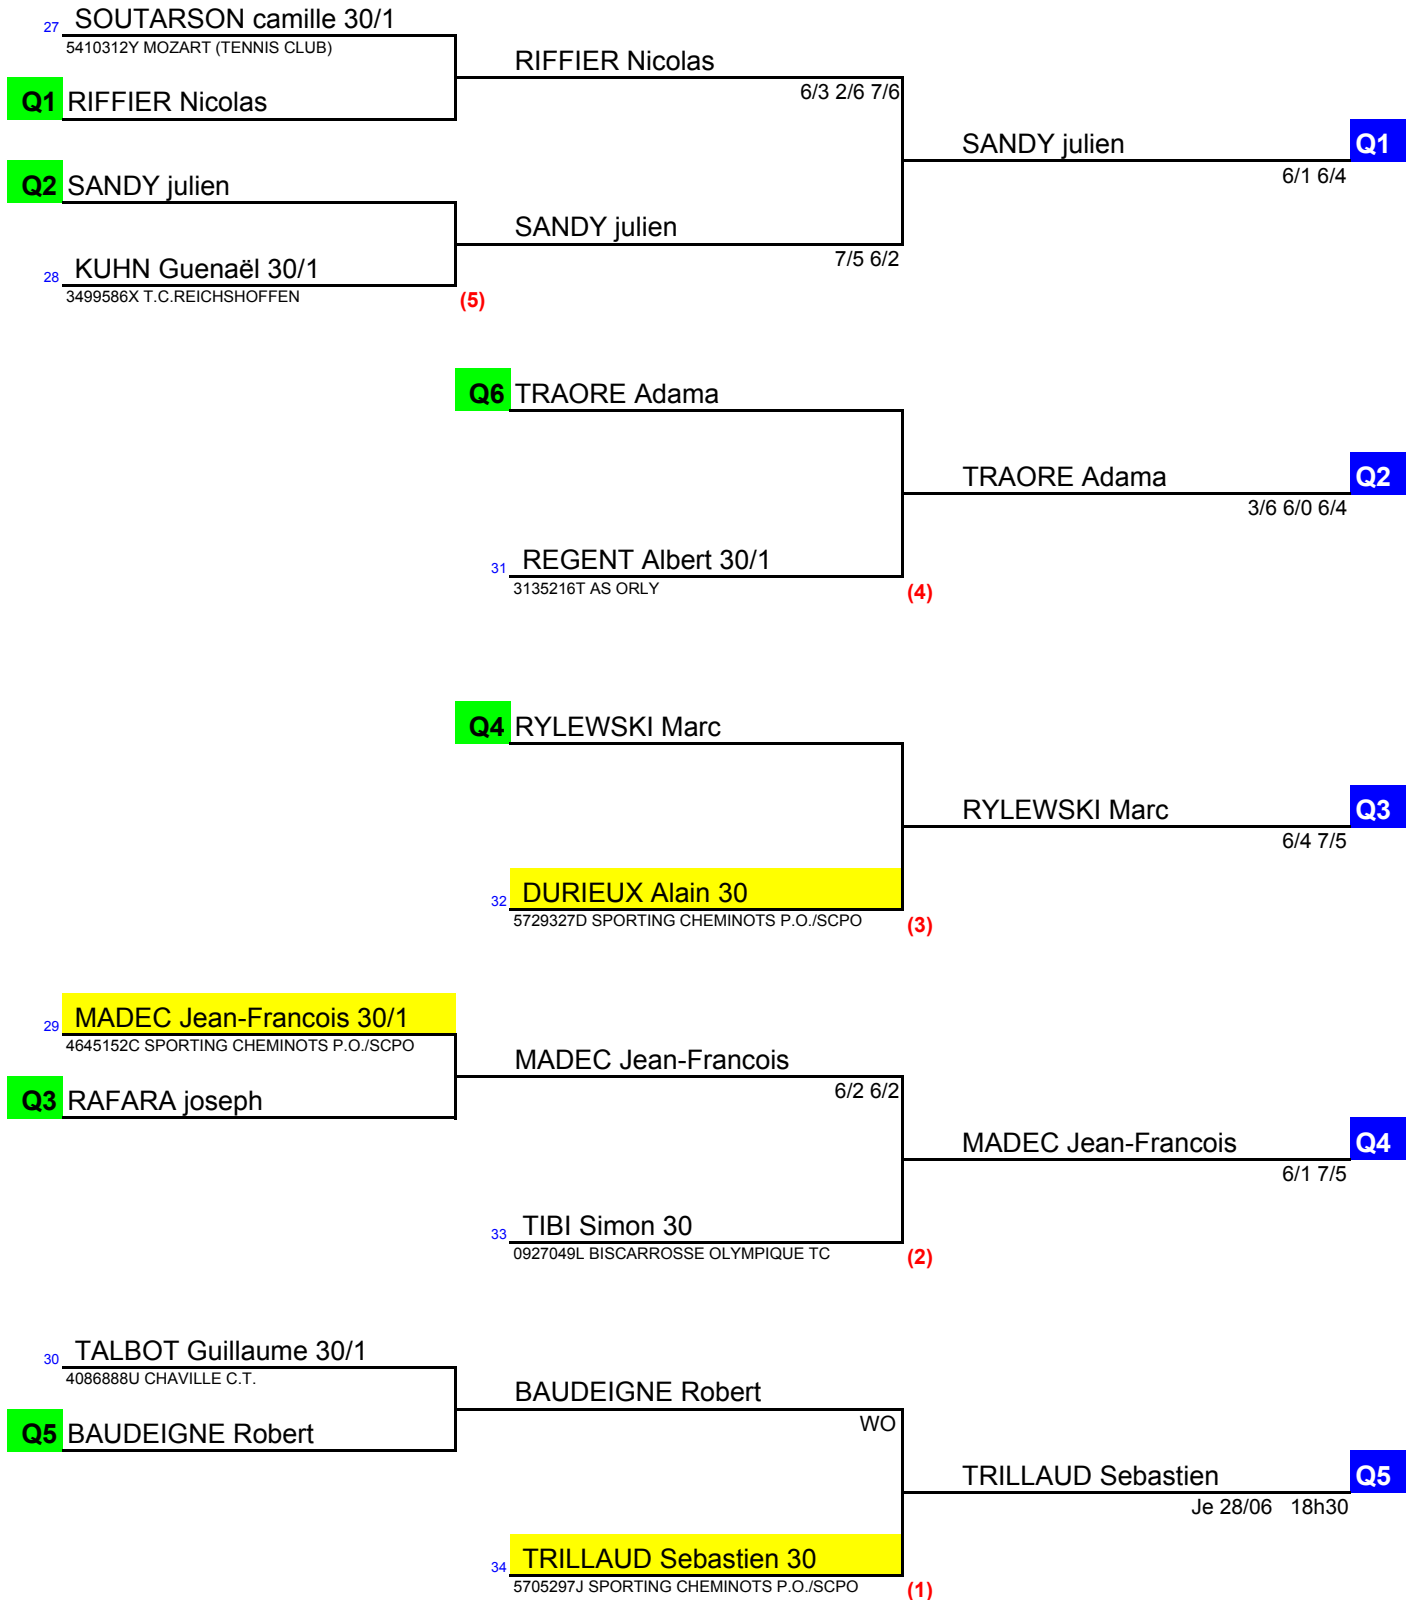 27 SOUTARSON camille 30/1
5410312Y MOZART (TENNIS CLUB)
RIFFIER Nicolas
6/3 2/6 7/6
Q1 RIFFIER Nicolas
SANDY julien Q1
6/1 6/4
Q2 SANDY julien
SANDY julien
7/5 6/2
28 KUHN Guenaël 30/1
3499586X T.C.REICHSHOFFEN
(5)
Q6 TRAORE Adama
TRAORE Adama Q2
3/6 6/0 6/4
31 REGENT Albert 30/1
3135216T AS ORLY
(4)
Q4 RYLEWSKI Marc
RYLEWSKI Marc Q3
6/4 7/5
32 DURIEUX Alain 30
5729327D SPORTING CHEMINOTS P.O./SCPO
(3)
29 MADEC Jean-Francois 30/1
4645152C SPORTING CHEMINOTS P.O./SCPO
MADEC Jean-Francois
6/2 6/2
Q3 RAFARA joseph
MADEC Jean-Francois Q4
6/1 7/5
33 TIBI Simon 30
0927049L BISCARROSSE OLYMPIQUE TC
(2)
30 TALBOT Guillaume 30/1
4086888U CHAVILLE C.T.
BAUDEIGNE Robert
WO
Q5 BAUDEIGNE Robert
TRILLAUD Sebastien Q5
Je 28/06 18h30
34 TRILLAUD Sebastien 30
5705297J SPORTING CHEMINOTS P.O./SCPO
(1)